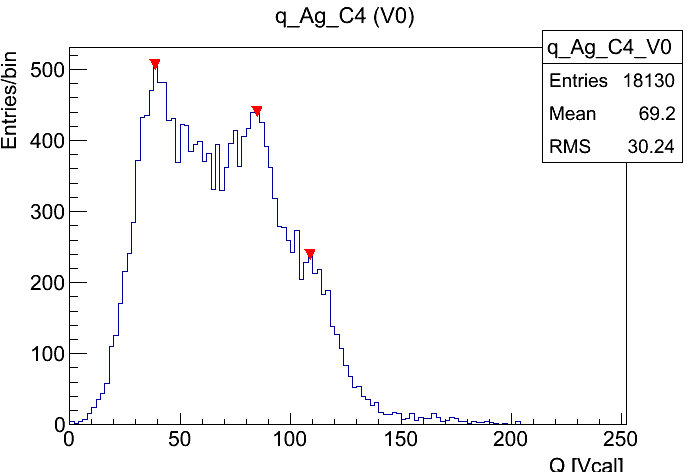 q_Ag_C4 (V0)
q_Ag_C4_V0
Entries 18130
Mean 69.2
RMS 30.24
Entries/bin
500
400
300
200
100
0
0 50 100 150 200 250
Q [Vcal]